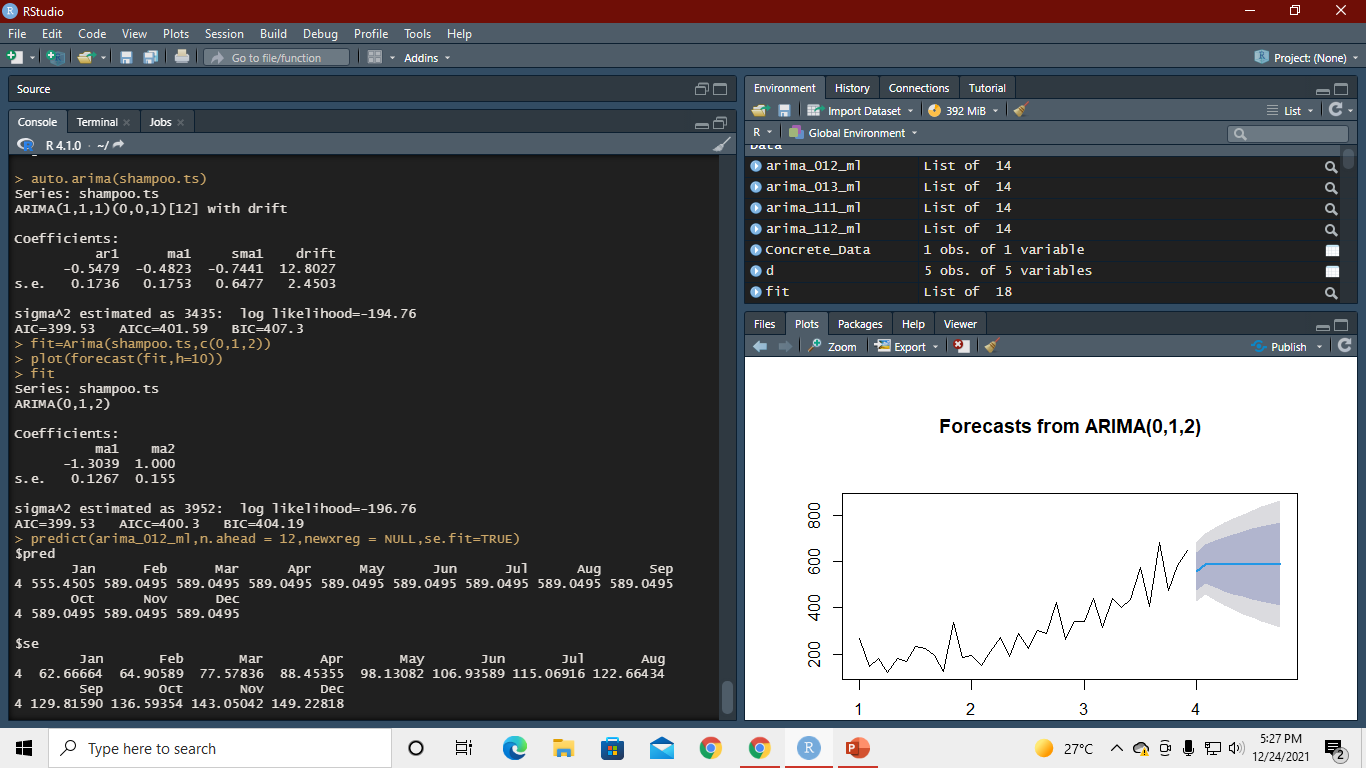 RStudio
File Edit Code View Plots Session Build Debug Profile Tools Help
Go to file/function Addins Project: (None)
Source
Console Terminal Jobs
R 4.1.0 · ~/
> auto.arima(shampoo.ts)
Series: shampoo.ts
ARIMA(1,1,1)(0,0,1)[12] with drift
Coefficients:
ar1 ma1 sma1 drift
-0.5479 -0.4823 -0.7441 12.8027
s.e. 0.1736 0.1753 0.6477 2.4503
sigma^2 estimated as 3435: log likelihood=-194.76
AIC=399.53 AICc=401.59 BIC=407.3
> fit=Arima(shampoo.ts,c(0,1,2))
> plot(forecast(fit,h=10))
> fit
Series: shampoo.ts
ARIMA(0,1,2)
Coefficients:
ma1 ma2
-1.3039 1.000
s.e. 0.1267 0.155
sigma^2 estimated as 3952: log likelihood=-196.76
AIC=399.53 AICc=400.3 BIC=404.19
> predict(arima_012_ml,n.ahead = 12,newxreg = NULL,se.fit=TRUE)
$pred
Jan Feb Mar Apr May Jun Jul Aug Sep
4 555.4505 589.0495 589.0495 589.0495 589.0495 589.0495 589.0495 589.0495 589.0495
Oct Nov Dec
4 589.0495 589.0495 589.0495
$se
Jan Feb Mar Apr May Jun Jul Aug
4 62.66664 64.90589 77.57836 88.45355 98.13082 106.93589 115.06916 122.66434
Sep Oct Nov Dec
4 129.81590 136.59354 143.05042 149.22818
Environment History Connections Tutorial
Import Dataset 392 MiB List
R Global Environment
Data
arima_012_ml List of 14
arima_013_ml List of 14
arima_111_ml List of 14
arima_112_ml List of 14
Concrete_Data 1 obs. of 1 variable
d 5 obs. of 5 variables
fit List of 18
Files Plots Packages Help Viewer
Zoom Export Publish
Forecasts from ARIMA(0,1,2)
800
600
400
200
1 2 3 4
Type here to search
27°C
5:27 PM
12/24/2021
2